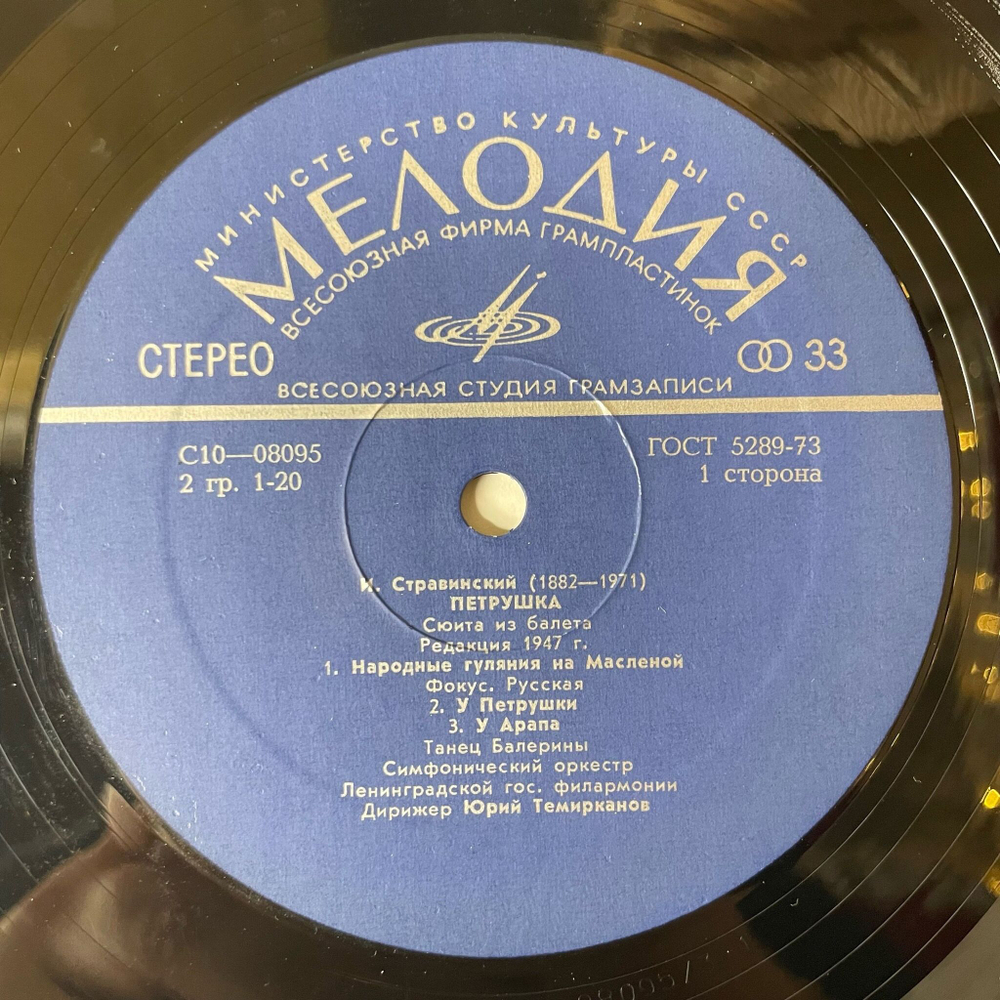 МИНИСТЕРСТВО КУЛЬТУРЫ СССР
МЕЛОДИЯ
ВСЕСОЮЗНАЯ ФИРМА ГРАМПЛАСТИНОК
СТЕРЕО
33
ВСЕСОЮЗНАЯ СТУДИЯ ГРАМЗАПИСИ
С10—08095
ГОСТ 5289-73
2 гр. 1-20
1 сторона
И. Стравинский (1882—1971)
ПЕТРУШКА
Сюита из балета
Редакция 1947 г.
1. Народные гуляния на Масленой
Фокус. Русская
2. У Петрушки
3. У Арапа
Танец Балерины
Симфонический оркестр
Ленинградской гос. филармонии
Дирижер Юрий Темирканов